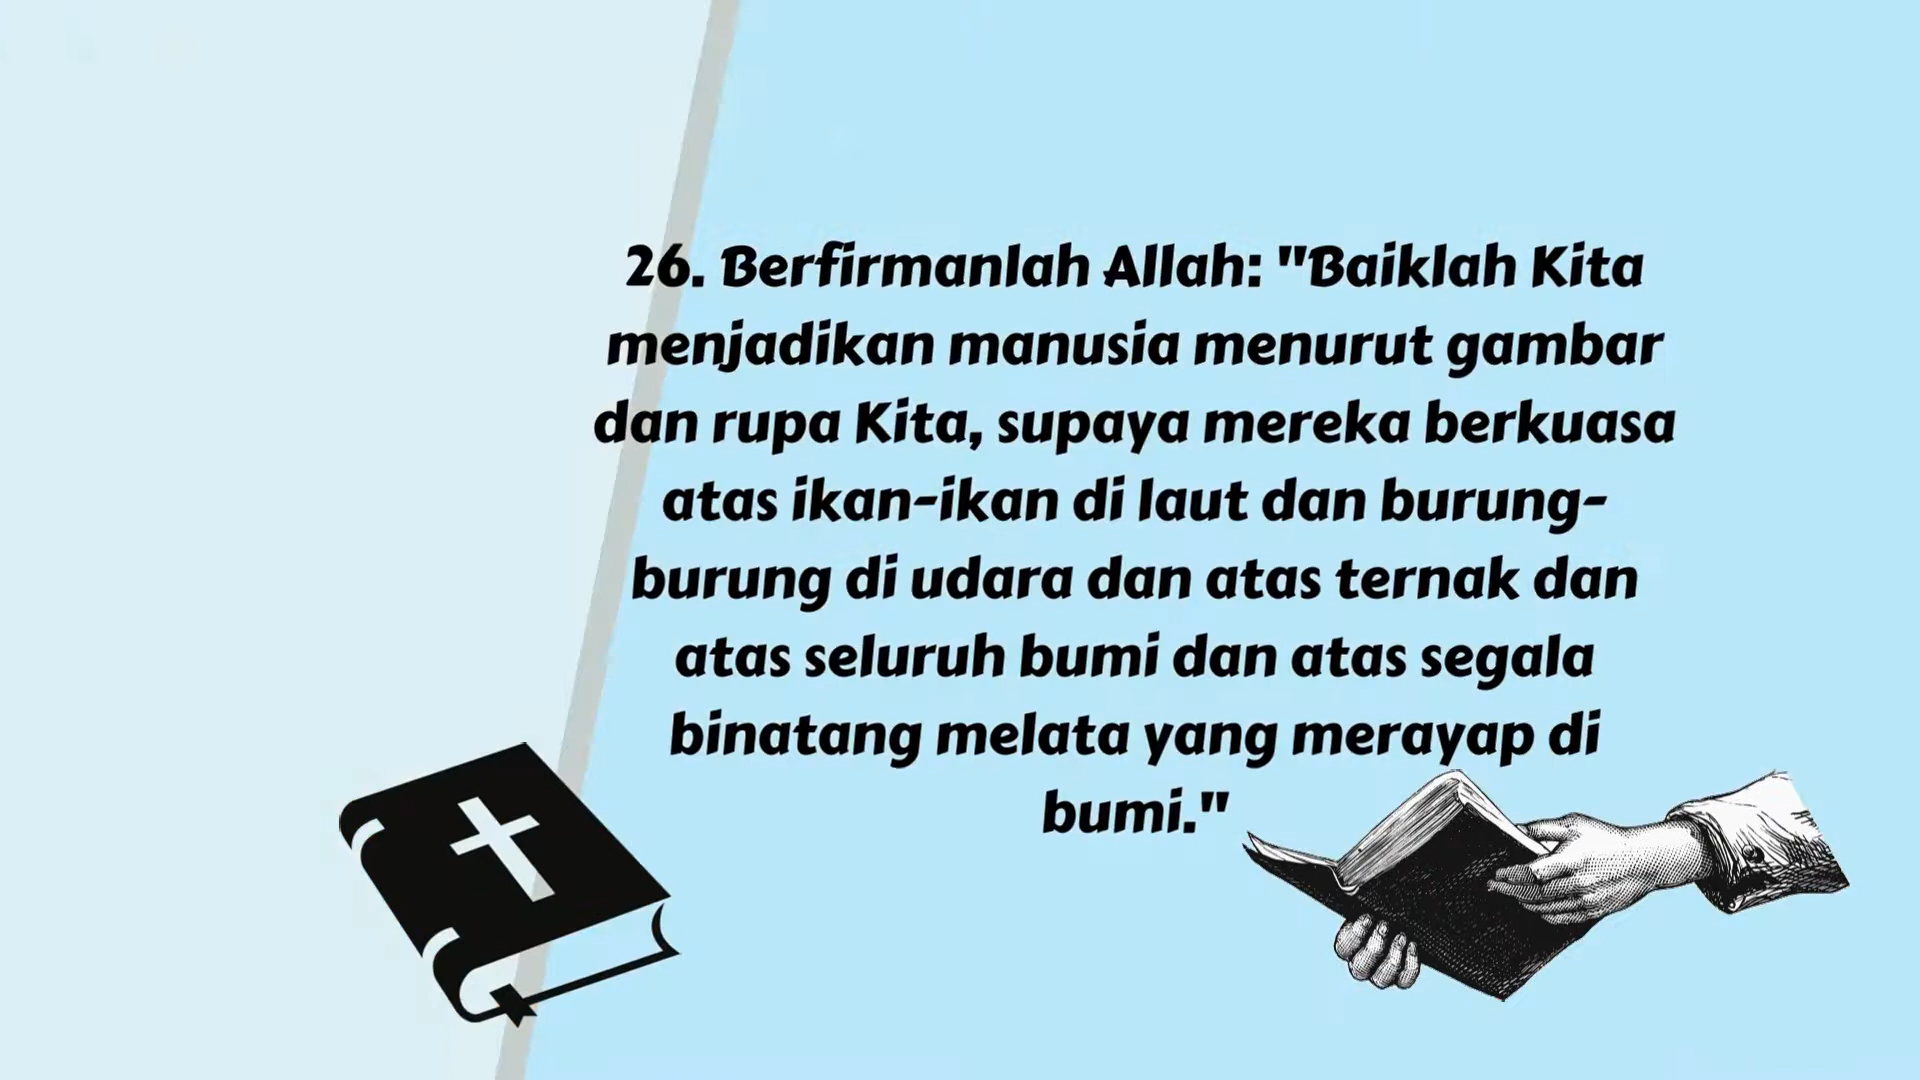 26. Berfirmanlah Allah: "Baiklah Kita
menjadikan manusia menurut gambar
dan rupa Kita, supaya mereka berkuasa
atas ikan-ikan di laut dan burung-
burung di udara dan atas ternak dan
atas seluruh bumi dan atas segala
binatang melata yang merayap di
bumi."